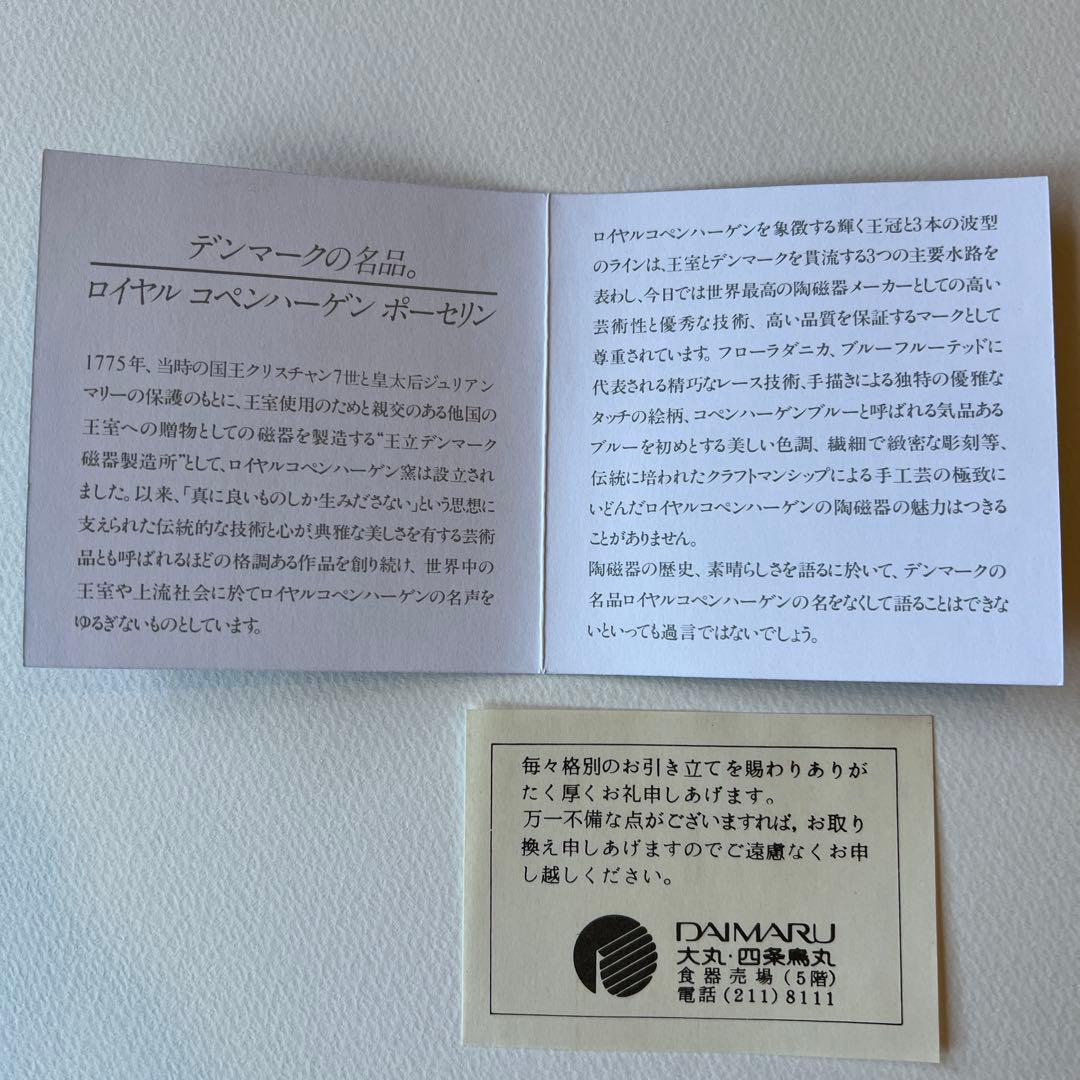 デンマークの名品。
ロイヤル コペンハーゲン ポーセリン
1775年、当時の国王クリスチャン7世と皇太后ジュリアン
マリーの保護のもとに、王室使用のためと親交のある他国の
王室への贈物としての磁器を製造する“王立デンマーク
磁器製造所”として、ロイヤルコペンハーゲン窯は設立され
ました。以来、「真に良いものしか生みださない」という思想に
支えられた伝統的な技術と心が典雅な美しさを有する芸術
品とも呼ばれるほどの格調ある作品を創り続け、世界中の
王室や上流社会に於てロイヤルコペンハーゲンの名声を
ゆるぎないものとしています。
ロイヤルコペンハーゲンを象徴する輝く王冠と3本の波型
のラインは、王室とデンマークを貫流する3つの主要水路を
表わし、今日では世界最高の陶磁器メーカーとしての高い
芸術性と優秀な技術、高い品質を保証するマークとして
尊重されています。フローラダニカ、ブルーフルーテッドに
代表される精巧なレース技術、手描きによる独特の優雅な
タッチの絵柄、コペンハーゲンブルーと呼ばれる気品ある
ブルーを初めとする美しい色調、繊細で緻密な彫刻等、
伝統に培われたクラフトマンシップによる手工芸の極致に
いどんだロイヤルコペンハーゲンの陶磁器の魅力はつきる
ことがありません。
陶磁器の歴史、素晴らしさを語るに於いて、デンマークの
名品ロイヤルコペンハーゲンの名をなくして語ることはできな
いといっても過言ではないでしょう。
毎々格別のお引き立てを賜わりありが
たく厚くお礼申しあげます。
万一不備な点がございますれば,お取り
換え申しあげますのでご遠慮なくお申
し越しください。
DAIMARU
大丸・四条烏丸
食器売場(5階)
電話(211)8111